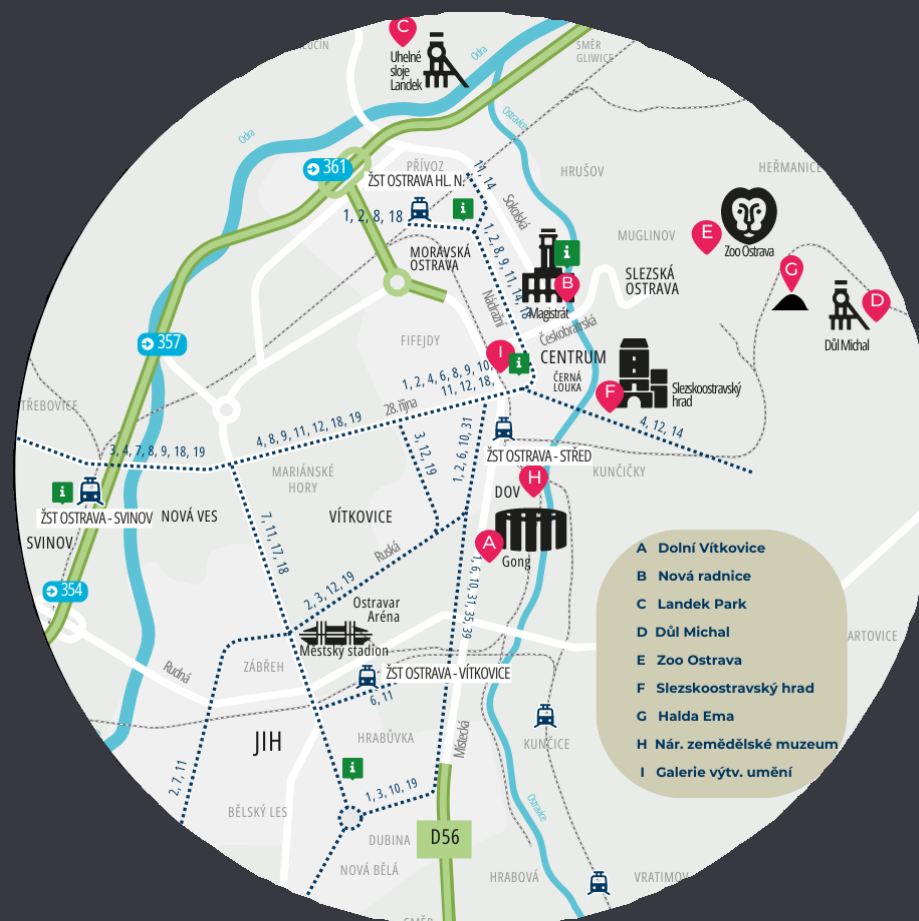 C
Uhelné
sloje
Landek
SMĚR
GLIWICE
Odra
Odra
Ostravice
361
PŘÍVOZ
ŽST OSTRAVA HL. N.
11, 14
Sokolská
HRUŠOV
HEŘMANICE
1, 2, 8, 18
i
1, 2, 8, 9, 11, 14, 18
MORAVSKÁ
OSTRAVA
i
MUGLINOV
E
Zoo Ostrava
SLEZSKÁ
OSTRAVA
G
B
Magistrát
Nádražní
Českobratrská
D
Důl Michal
357
FIFEJDY
I
i
CENTRUM
ČERNÁ
LOUKA
1, 2, 4, 6, 8, 9, 10,
11, 12, 18,
F
Slezskoostravský
hrad
TŘEBOVICE
28. října
4, 8, 9, 11, 12, 18, 19
3, 4, 7, 8, 9, 18, 19
3, 12, 19
1, 2, 6, 10, 31
4, 12, 14
ŽST OSTRAVA - STŘED
KUNČIČKY
MARIÁNSKÉ
HORY
H
DOV
i
ŽST OSTRAVA - SVINOV
NOVÁ VES
VÍTKOVICE
SVINOV
7, 11, 17, 18
Ruská
A
Gong
1, 6, 10, 31, 35, 39
354
2, 3, 12, 19
Ostravar
Aréna
Městský stadion
ZÁBŘEH
Rudná
ŽST OSTRAVA - VÍTKOVICE
6, 11
ARTOVICE
JIH
HRABŮVKA
Místecká
KUNČICE
i
2, 7, 11
1, 3, 10, 19
BĚLSKÝ LES
D56
DUBINA
NOVÁ BĚLÁ
Ostravice
HRABOVÁ
VRATIMOV
A Dolní Vítkovice
B Nová radnice
C Landek Park
D Důl Michal
E Zoo Ostrava
F Slezskoostravský hrad
G Halda Ema
H Nár. zemědělské muzeum
I Galerie výtv. umění